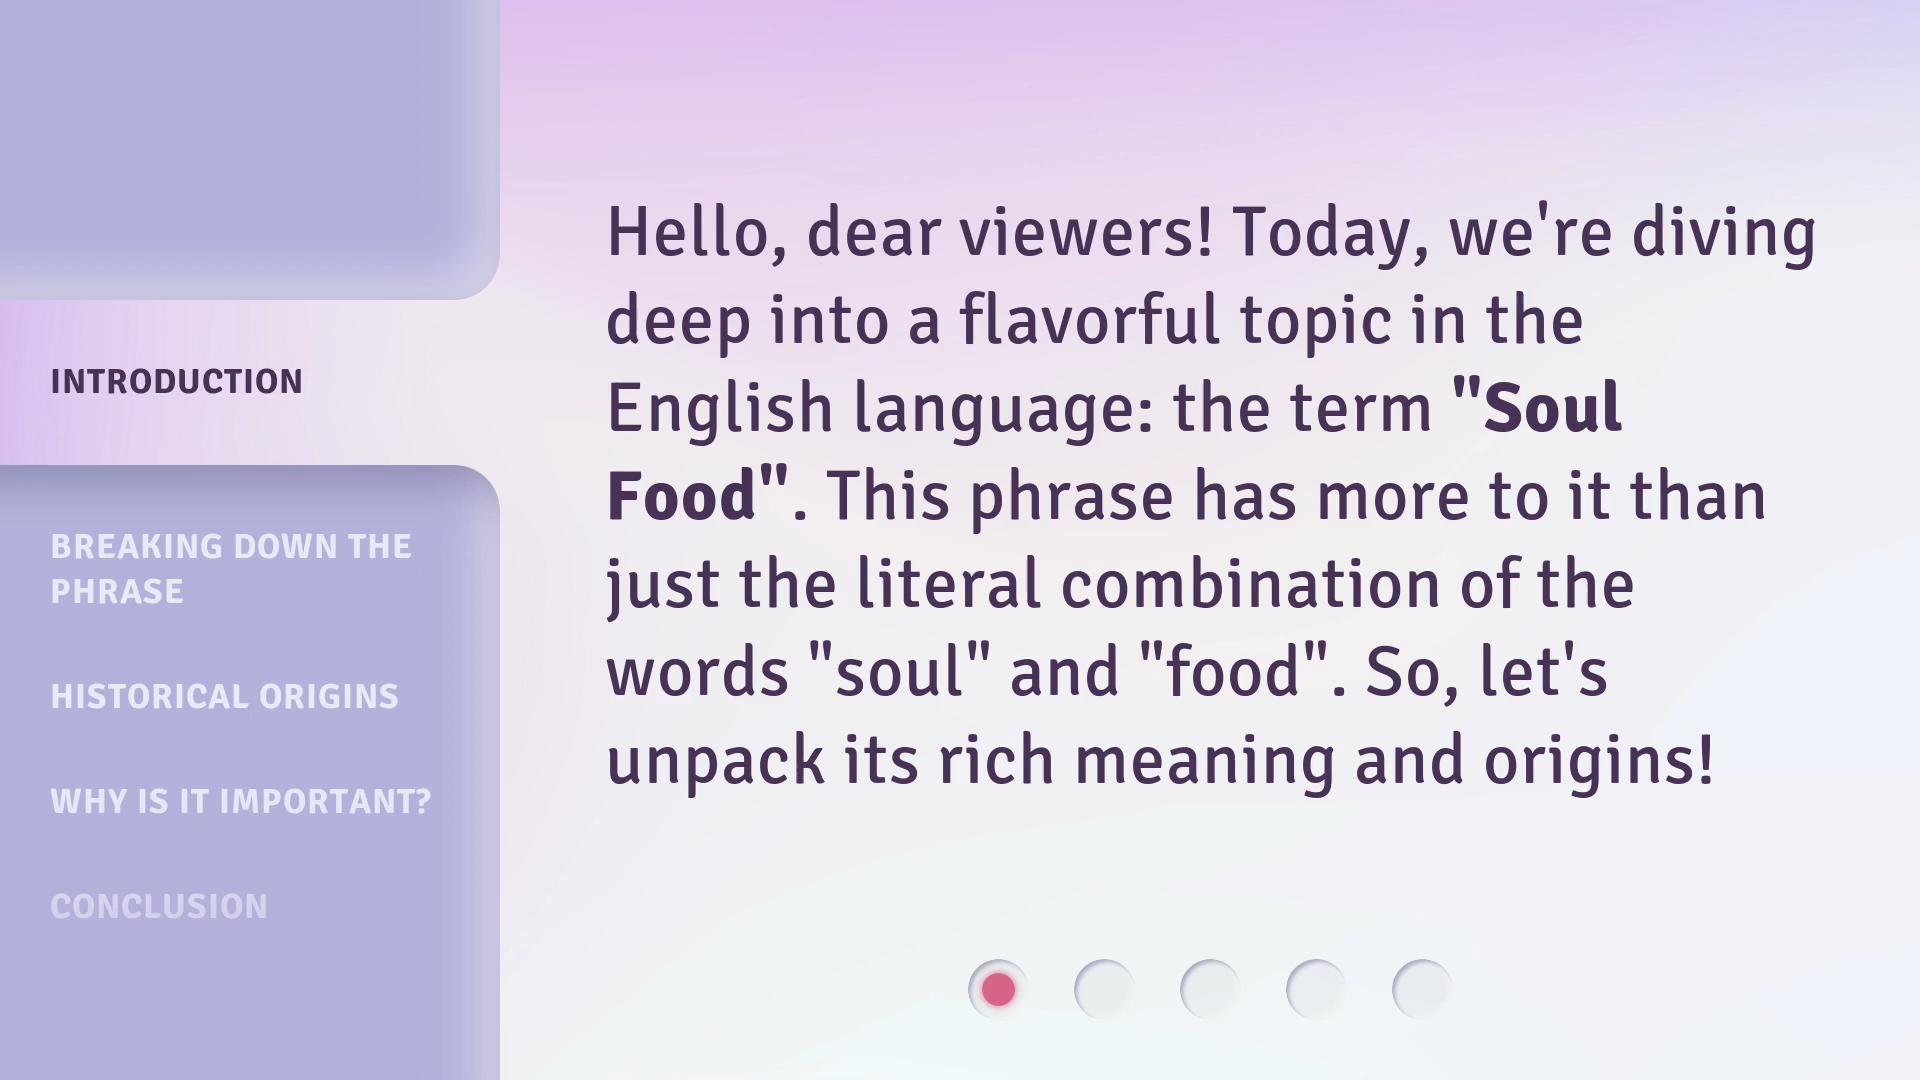 INTRODUCTION
BREAKING DOWN THE
PHRASE
HISTORICAL ORIGINS
WHY IS IT IMPORTANT?
CONCLUSION
Hello, dear viewers! Today, we're diving
deep into a flavorful topic in the
English language: the term "Soul
Food". This phrase has more to it than
just the literal combination of the
words "soul" and "food". So, let's
unpack its rich meaning and origins!